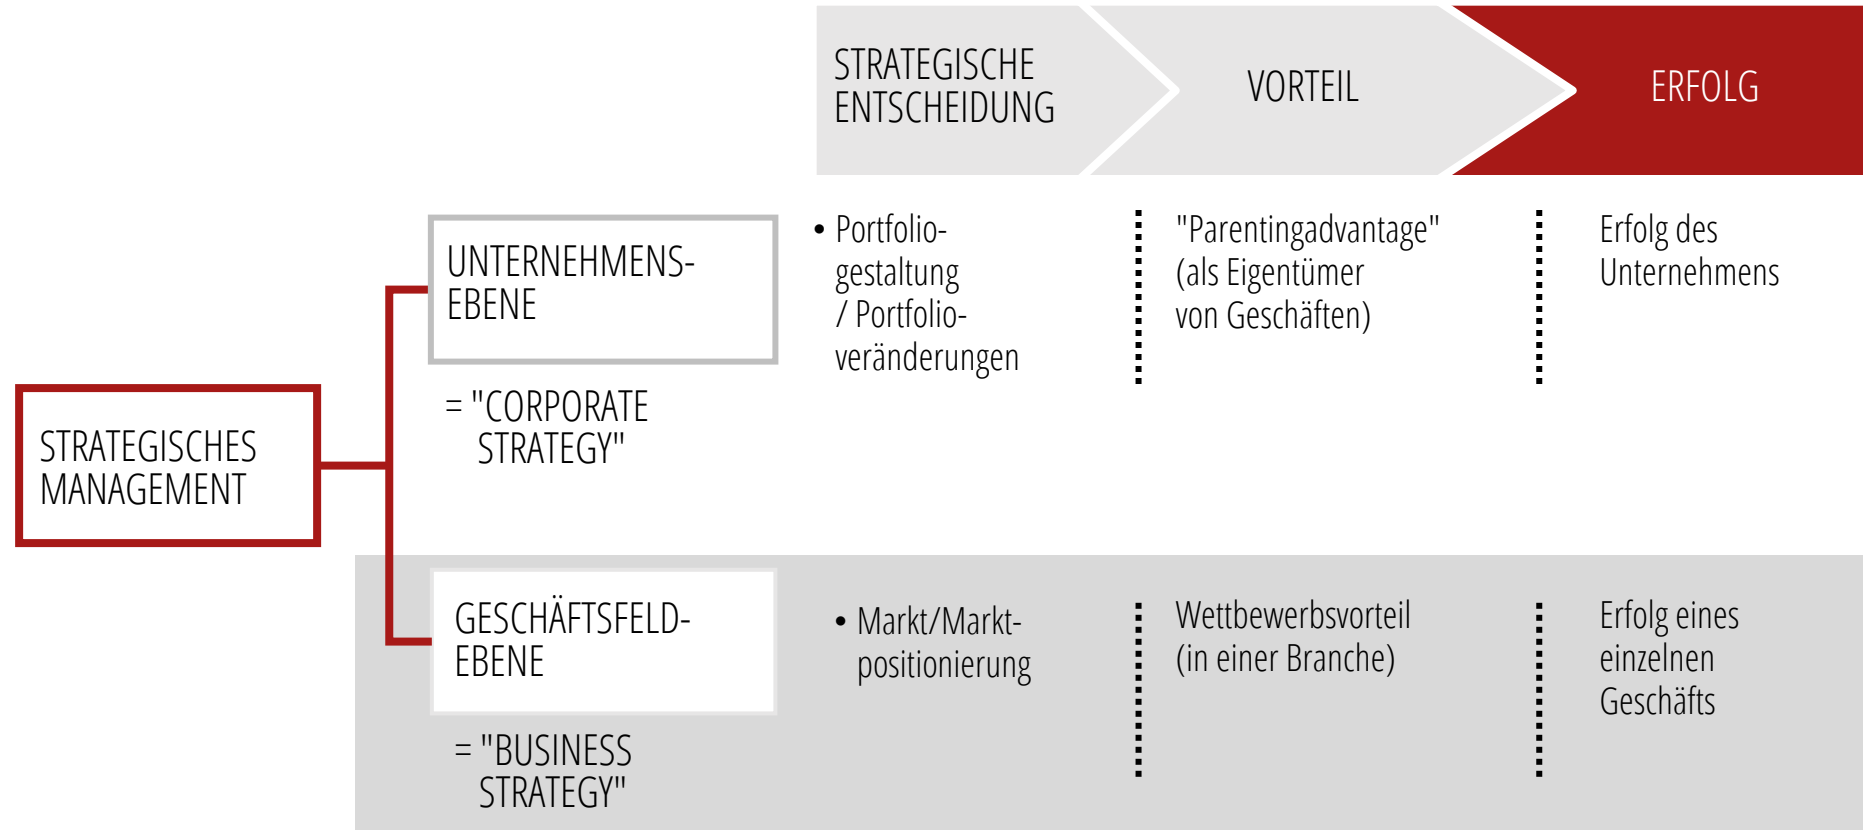 STRATEGISCHE
ENTSCHEIDUNG
VORTEIL
ERFOLG
STRATEGISCHES
MANAGEMENT
UNTERNEHMENS-
EBENE
= "CORPORATE
STRATEGY"
• Portfolio-
gestaltung
/ Portfolio-
veränderungen
"Parentingadvantage"
(als Eigentümer
von Geschäften)
Erfolg des
Unternehmens
GESCHÄFTSFELD-
EBENE
= "BUSINESS
STRATEGY"
• Markt/Markt-
positionierung
Wettbewerbsvorteil
(in einer Branche)
Erfolg eines
einzelnen
Geschäfts